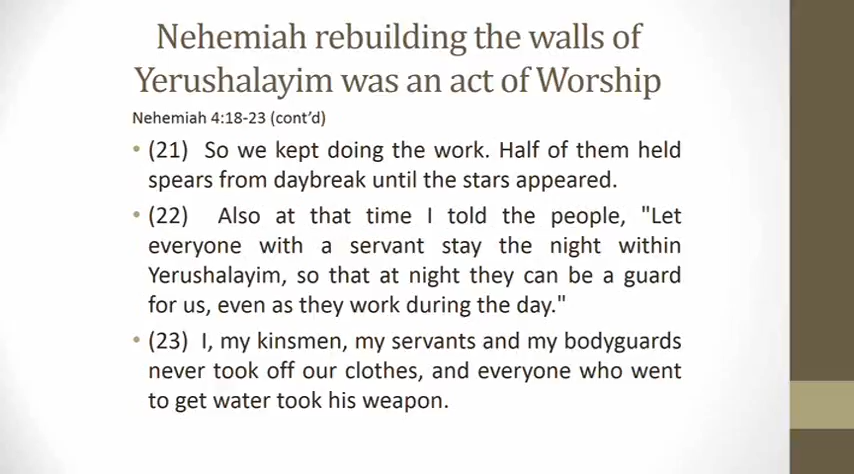 Nehemiah rebuilding the walls of
Yerushalayim was an act of Worship
Nehemiah 4:18-23 (cont'd)
• (21) So we kept doing the work. Half of them held
spears from daybreak until the stars appeared.
• (22) Also at that time I told the people, "Let
everyone with a servant stay the night within
Yerushalayim, so that at night they can be a guard
for us, even as they work during the day."
• (23) I, my kinsmen, my servants and my bodyguards
never took off our clothes, and everyone who went
to get water took his weapon.